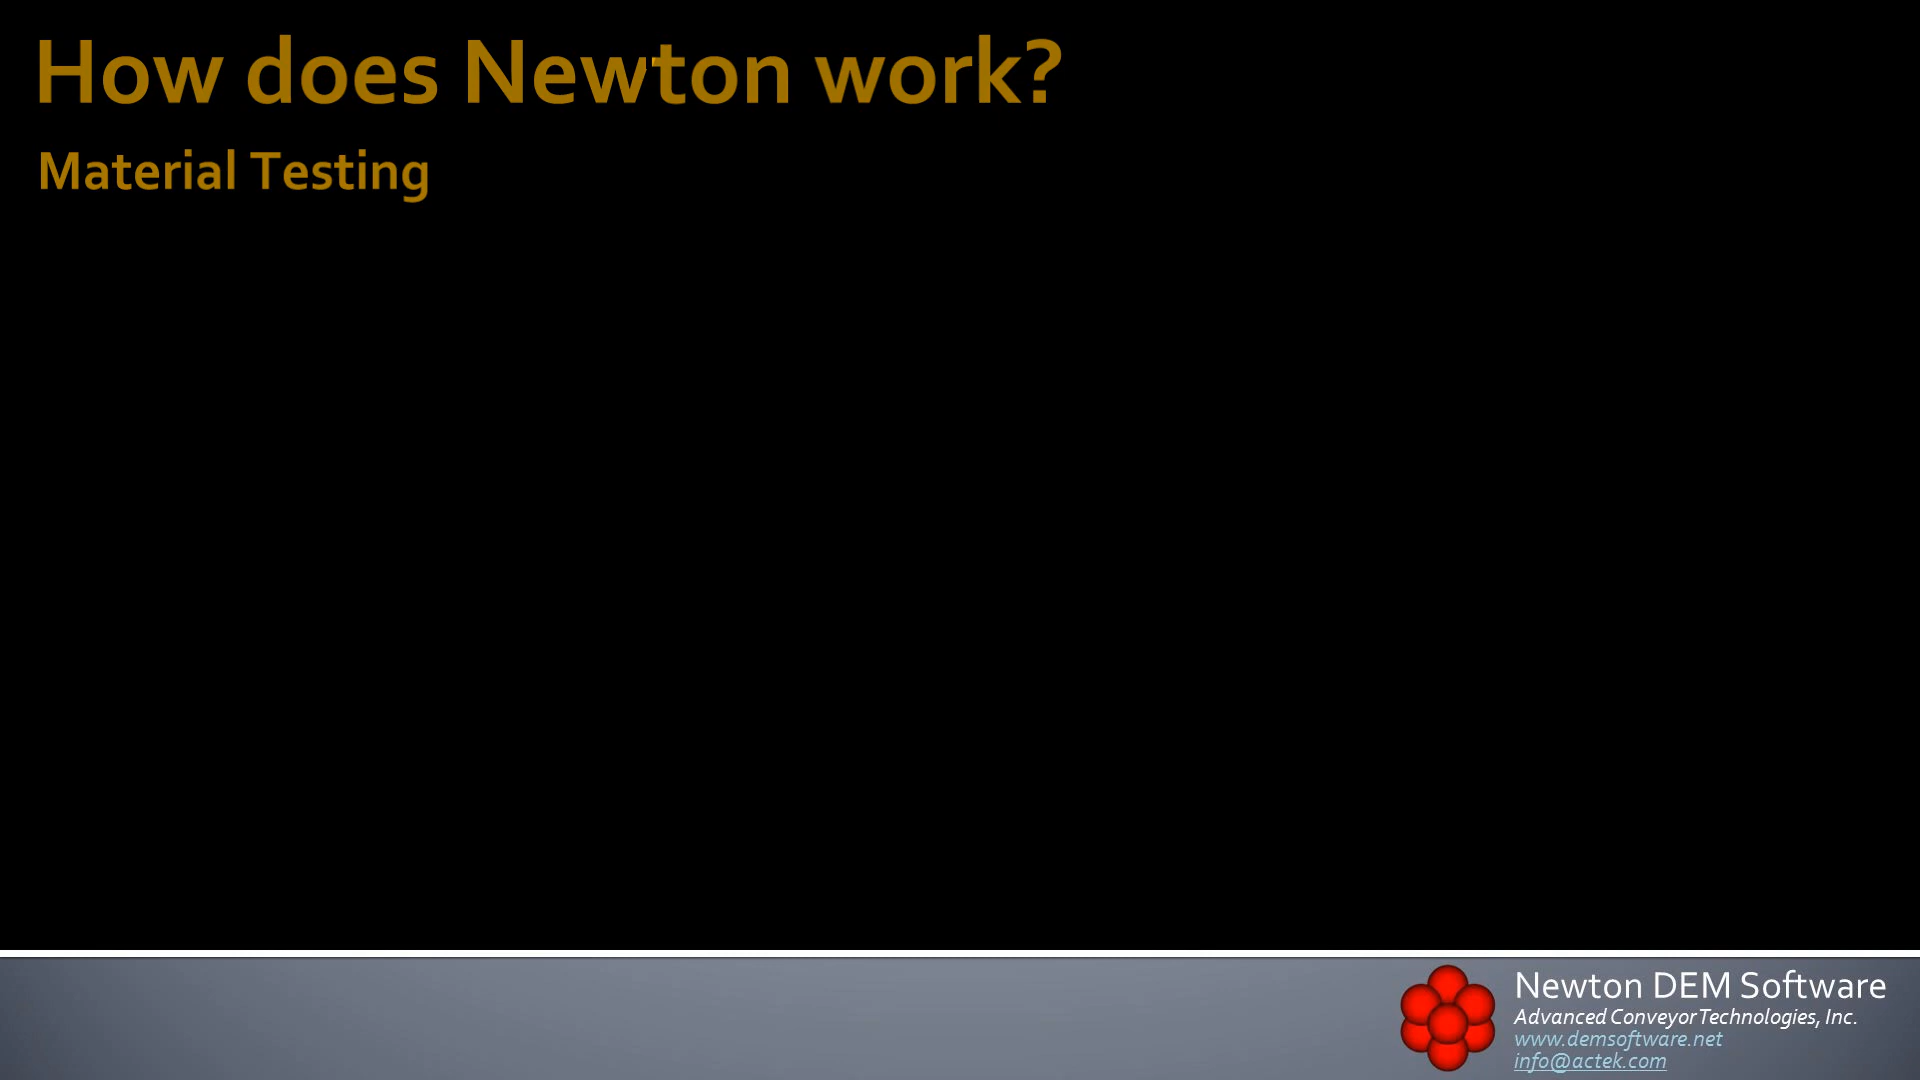 How does Newton work?
Material Testing
Newton DEM Software
Advanced Conveyor Technologies, Inc.
www.demsoftware.net
info@actek.com